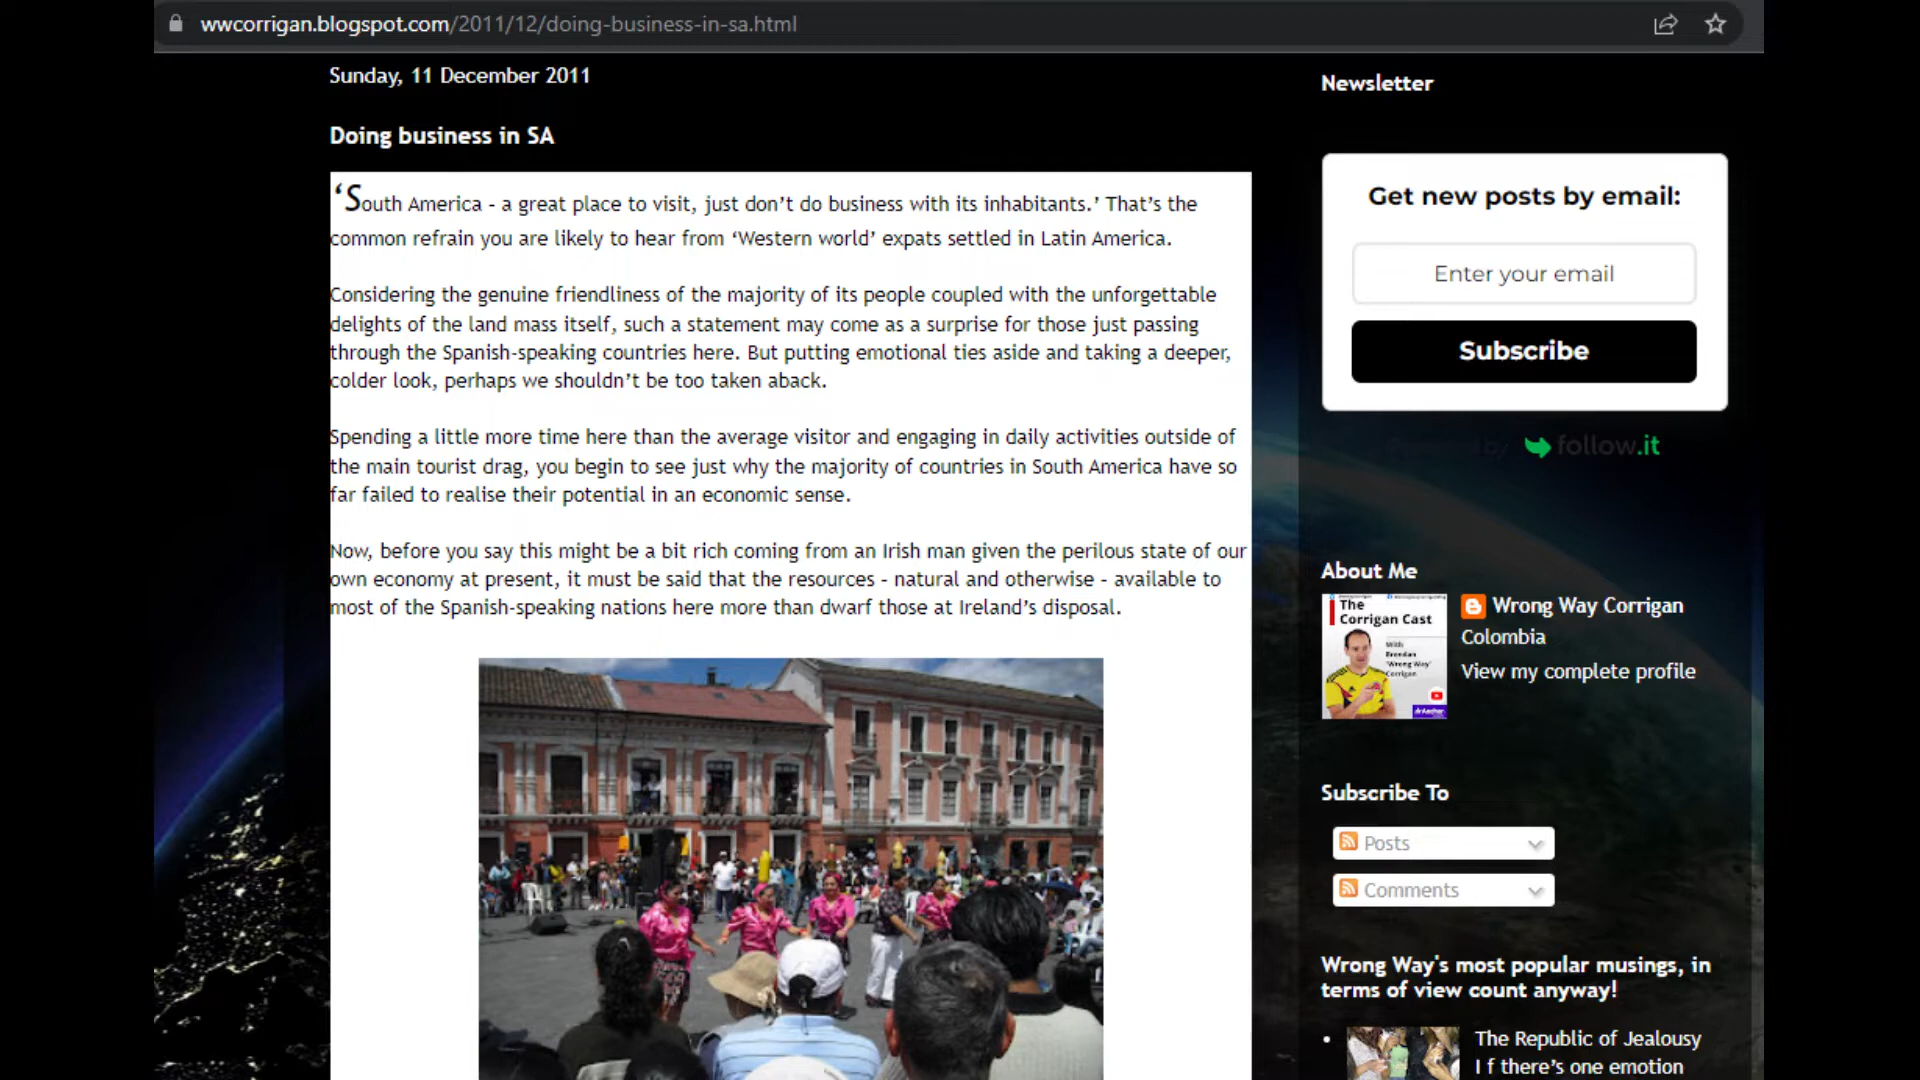 wwcorrigan.blogspot.com/2011/12/doing-business-in-sa.html
Sunday, 11 December 2011
Doing business in SA
‘South America - a great place to visit, just don’t do business with its inhabitants.’ That’s the
common refrain you are likely to hear from ‘Western world’ expats settled in Latin America.
Considering the genuine friendliness of the majority of its people coupled with the unforgettable
delights of the land mass itself, such a statement may come as a surprise for those just passing
through the Spanish-speaking countries here. But putting emotional ties aside and taking a deeper,
colder look, perhaps we shouldn’t be too taken aback.
Spending a little more time here than the average visitor and engaging in daily activities outside of
the main tourist drag, you begin to see just why the majority of countries in South America have so
far failed to realise their potential in an economic sense.
Now, before you say this might be a bit rich coming from an Irish man given the perilous state of our
own economy at present, it must be said that the resources - natural and otherwise - available to
most of the Spanish-speaking nations here more than dwarf those at Ireland’s disposal.
Newsletter
Get new posts by email:
Enter your email
Subscribe
by follow.it
About Me
The
Corrigan Cast
With
Brendan
'Wrong Way'
Corrigan
Anchor
Wrong Way Corrigan
Colombia
View my complete profile
Subscribe To
Posts
Comments
Wrong Way's most popular musings, in
terms of view count anyway!
The Republic of Jealousy
I f there’s one emotion